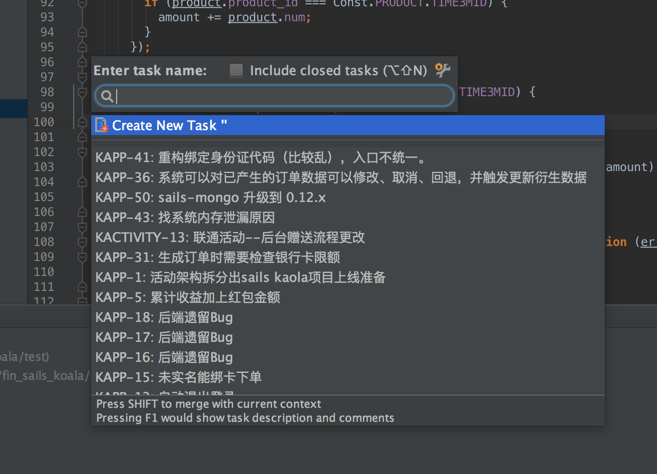 92 if (product.product_id === Const.PRODUCT.TIME3MID) {
93 amount += product.num;
94 }
95 });
96
97
98 TIME3MID) {
99
100
101
102
103 amount)
104
105
106
107
108 ion (er
109
110
111
112
Enter task name: Include closed tasks (⌥⇧N)
Create New Task "
KAPP-41: 重构绑定身份证代码（比较乱），入口不统一。
KAPP-36: 系统可以对已产生的订单数据可以修改、取消、回退，并触发更新衍生数据
KAPP-50: sails-mongo 升级到 0.12.x
KAPP-43: 找系统内存泄漏原因
KACTIVITY-13: 联通活动--后台赠送流程更改
KAPP-31: 生成订单时需要检查银行卡限额
KAPP-1: 活动架构拆分出sails kaola项目上线准备
KAPP-5: 累计收益加上红包金额
KAPP-18: 后端遗留Bug
KAPP-17: 后端遗留Bug
KAPP-16: 后端遗留Bug
KAPP-15: 未实名能绑卡下单
Press SHIFT to merge with current context
Pressing F1 would show task description and comments
oala/test)
/fin_sails_koala/